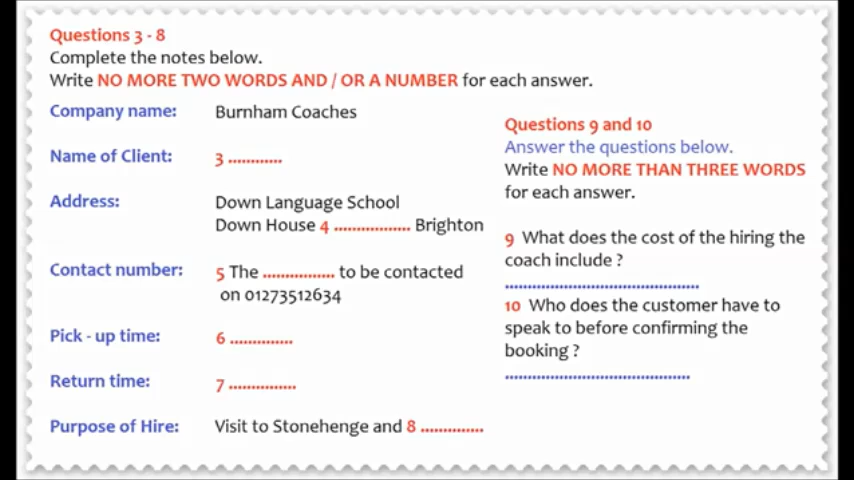 Questions 3 - 8
Complete the notes below.
Write NO MORE TWO WORDS AND / OR A NUMBER for each answer.
Company name: Burnham Coaches
Name of Client: 3 ............
Address: Down Language School
Down House 4 ................. Brighton
Contact number: 5 The ................ to be contacted
on 01273512634
Pick - up time: 6 ..............
Return time: 7 ...............
Purpose of Hire: Visit to Stonehenge and 8 ..............
Questions 9 and 10
Answer the questions below.
Write NO MORE THAN THREE WORDS
for each answer.
9 What does the cost of the hiring the
coach include ?
...........................................
10 Who does the customer have to
speak to before confirming the
booking ?
.........................................